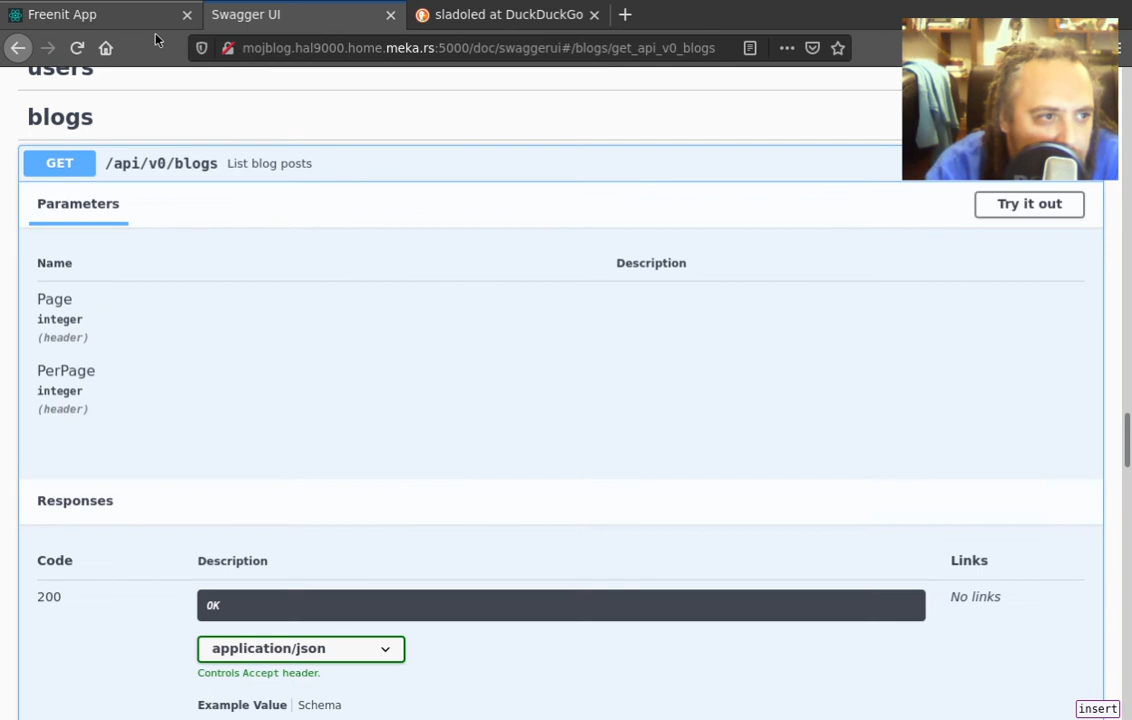 Freenit App
Swagger UI
sladoled at DuckDuckGo
mojblog.hal9000.home.meka.rs:5000/doc/swaggerui#/blogs/get_api_v0_blogs
users
blogs
GET /api/v0/blogs List blog posts
Parameters
Try it out
Name Description
Page
integer
(header)
PerPage
integer
(header)
Responses
Code Description Links
200
OK
No links
application/json
Controls Accept header.
Example Value Schema
insert